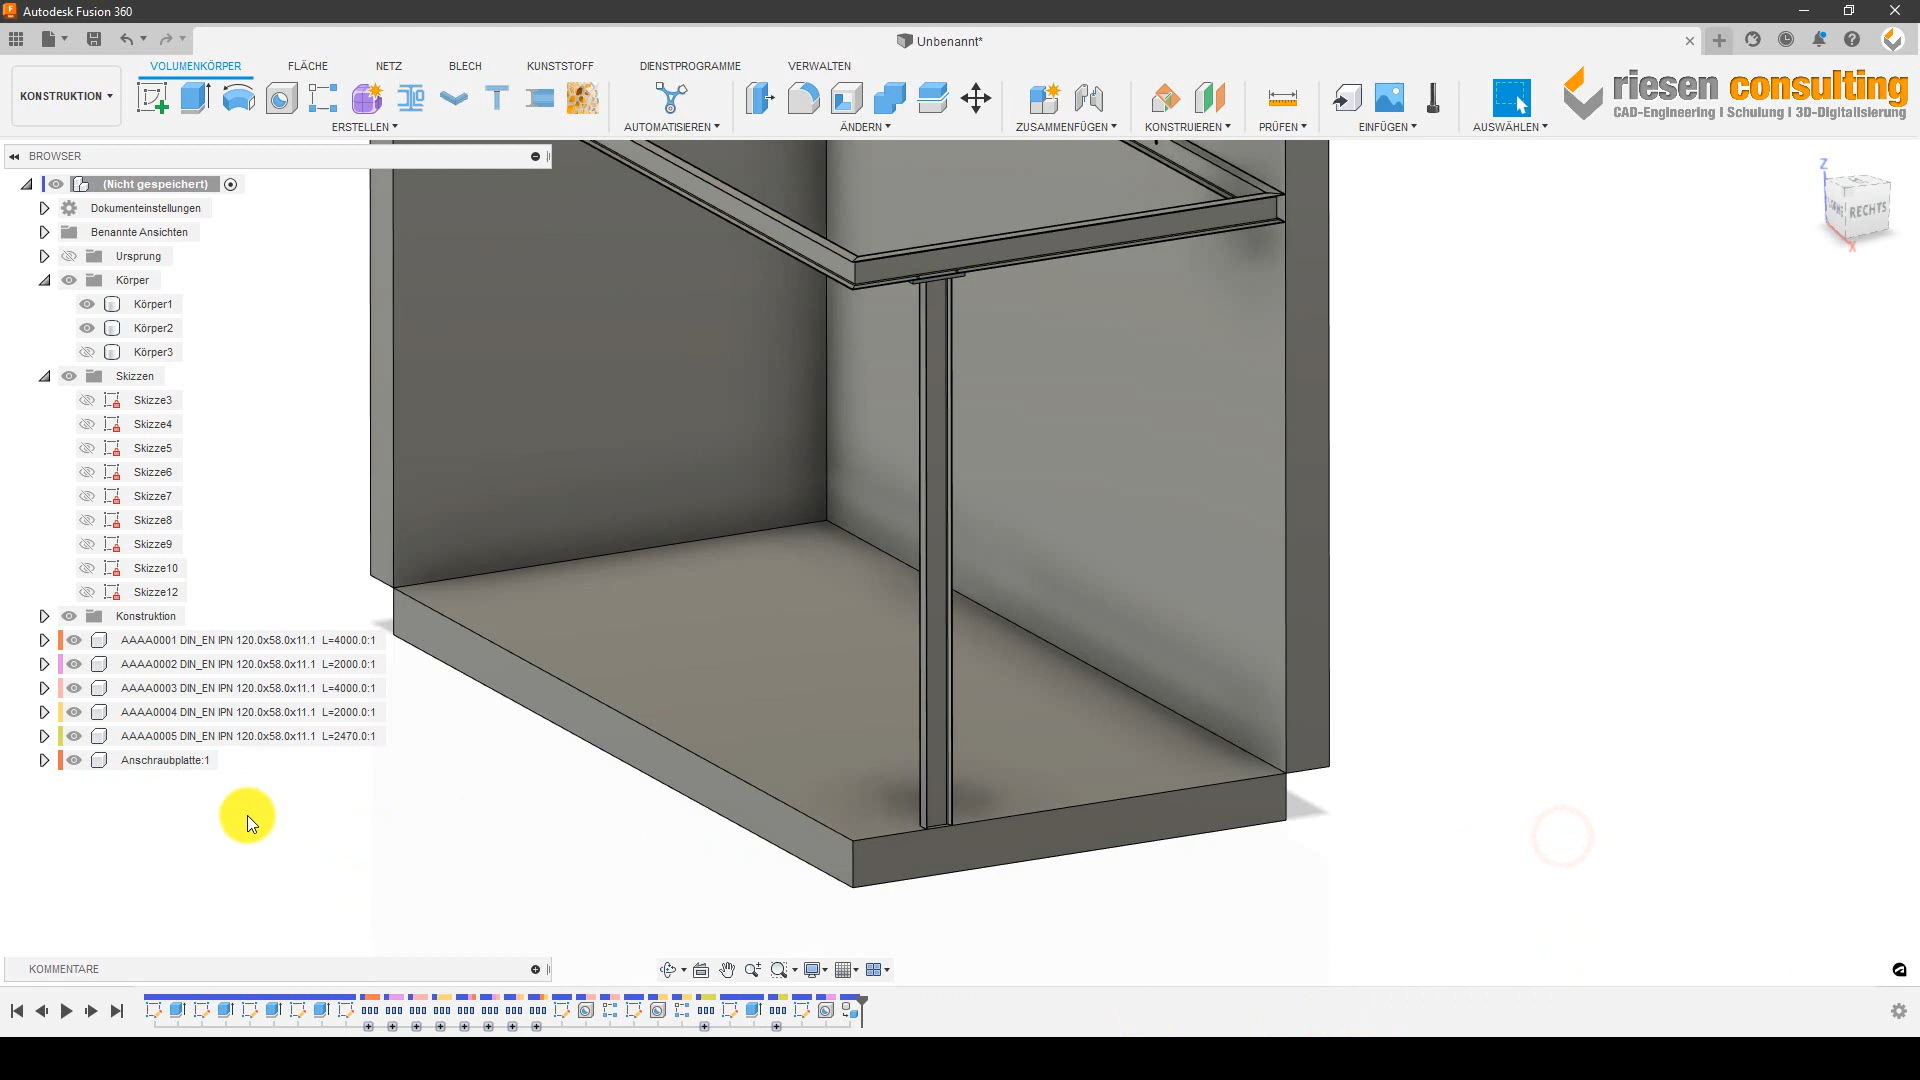 Autodesk Fusion 360
Unbenannt*
KONSTRUKTION
VOLUMENKÖRPER FLÄCHE NETZ BLECH KUNSTSTOFF DIENSTPROGRAMME VERWALTEN
ERSTELLEN AUTOMATISIEREN ÄNDERN ZUSAMMENFÜGEN KONSTRUIEREN PRÜFEN EINFÜGEN AUSWÄHLEN
riesen consulting
CAD-Engineering I Schulung I 3D-Digitalisierung
BROWSER
(Nicht gespeichert)
Dokumenteinstellungen
Benannte Ansichten
Ursprung
Körper
Körper1
Körper2
Körper3
Skizzen
Skizze3
Skizze4
Skizze5
Skizze6
Skizze7
Skizze8
Skizze9
Skizze10
Skizze12
Konstruktion
AAAA0001 DIN_EN IPN 120.0x58.0x11.1 L=4000.0:1
AAAA0002 DIN_EN IPN 120.0x58.0x11.1 L=2000.0:1
AAAA0003 DIN_EN IPN 120.0x58.0x11.1 L=4000.0:1
AAAA0004 DIN_EN IPN 120.0x58.0x11.1 L=2000.0:1
AAAA0005 DIN_EN IPN 120.0x58.0x11.1 L=2470.0:1
Anschraubplatte:1
Z
RECHTS
X
KOMMENTARE